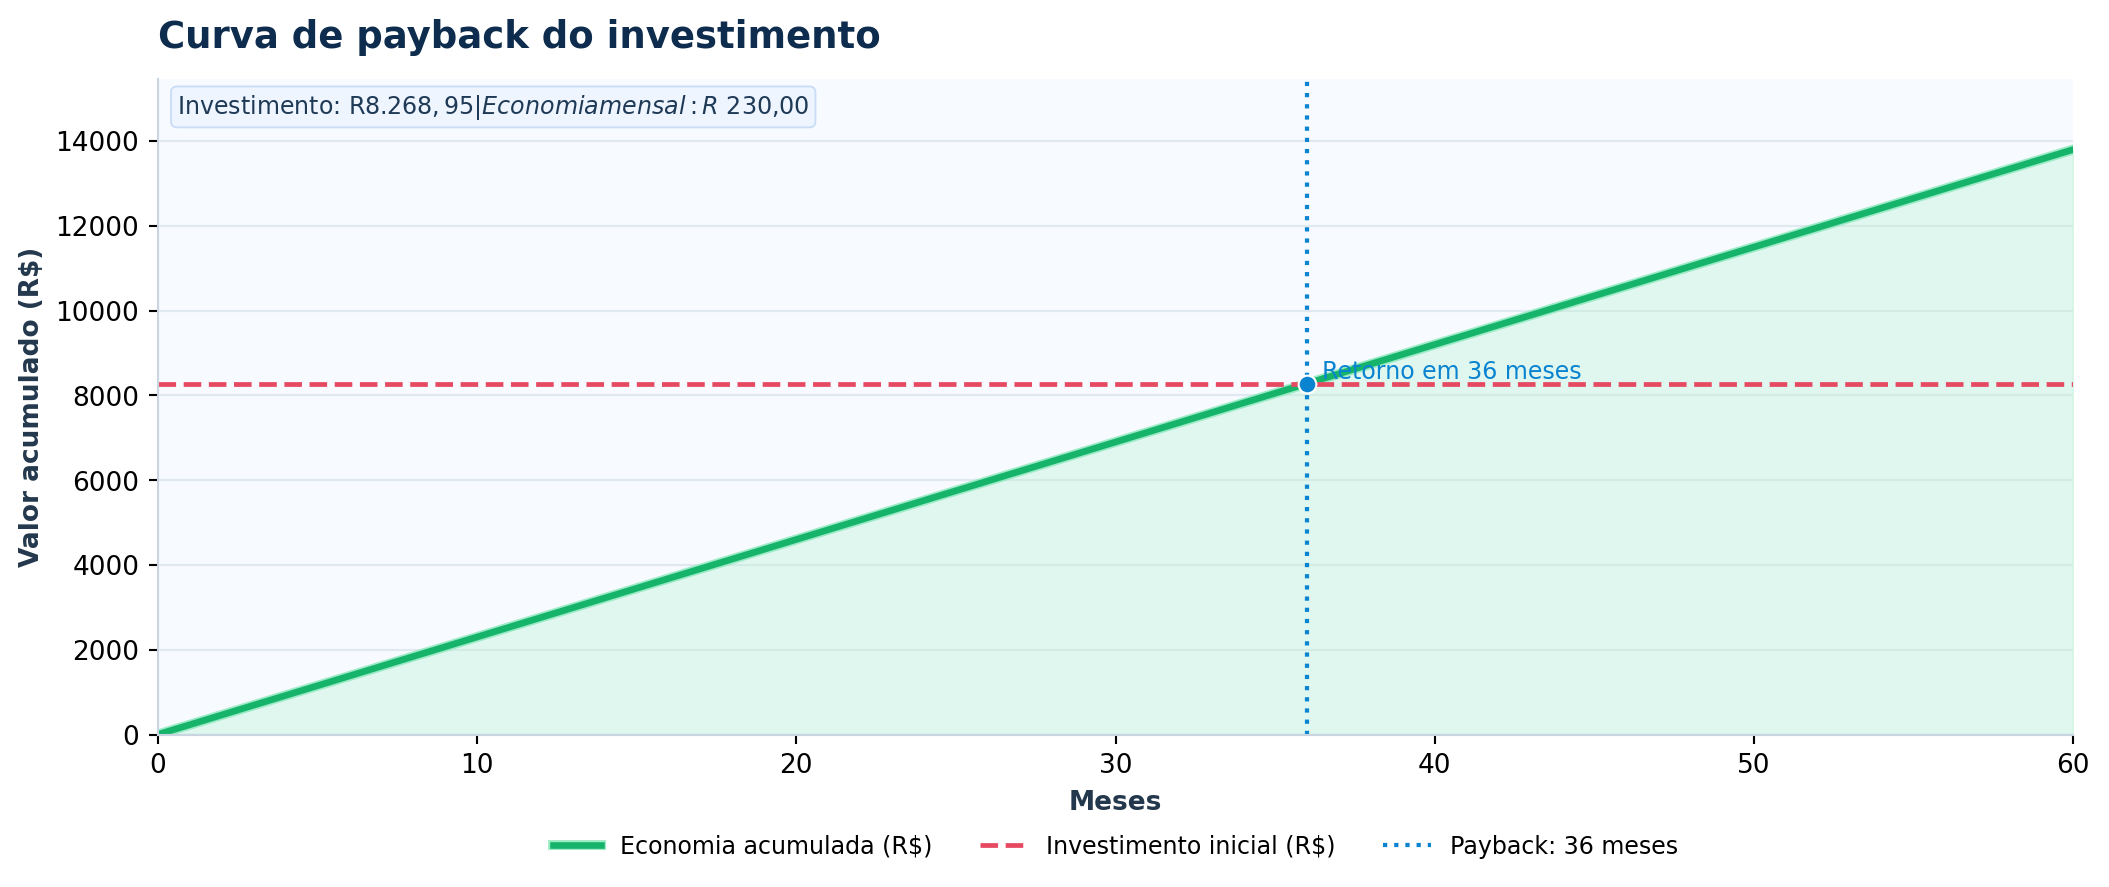 Curva de payback do investimento
Investimento: R8.268, 95|Economiamensal : R 230,00
Valor acumulado (R$)
14000
12000
10000
8000
6000
4000
2000
0
Retorno em 36 meses
0 10 20 30 40 50 60
Meses
Economia acumulada (R$) Investimento inicial (R$) Payback: 36 meses